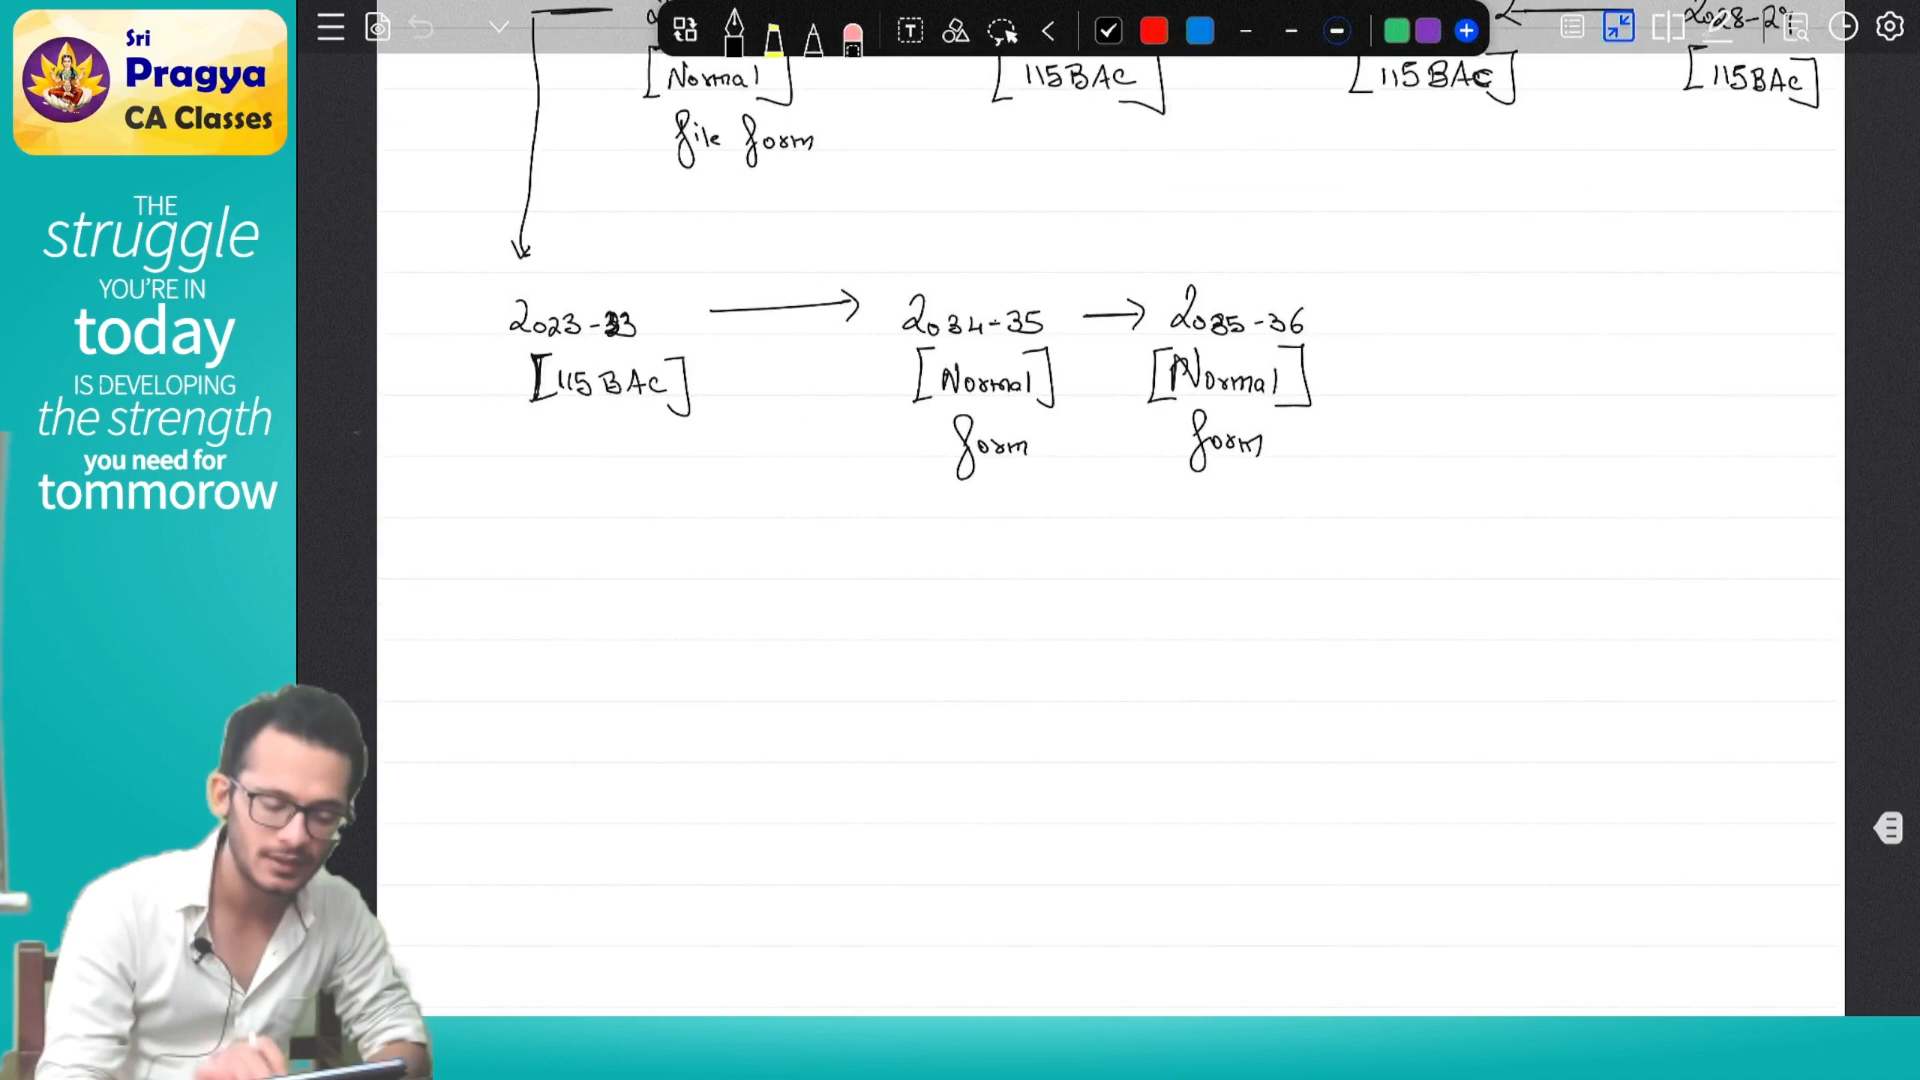 Sri
Pragya
CA Classes
THE
struggle
YOU'RE IN
today
IS DEVELOPING
the strength
you need for
tommorow
2028-29
[Normal] [115BAC] [115BAC] [115BAC]
file form
2023-33 → 2034-35 → 2035-36
[115BAC] [Normal] [Normal]
form form